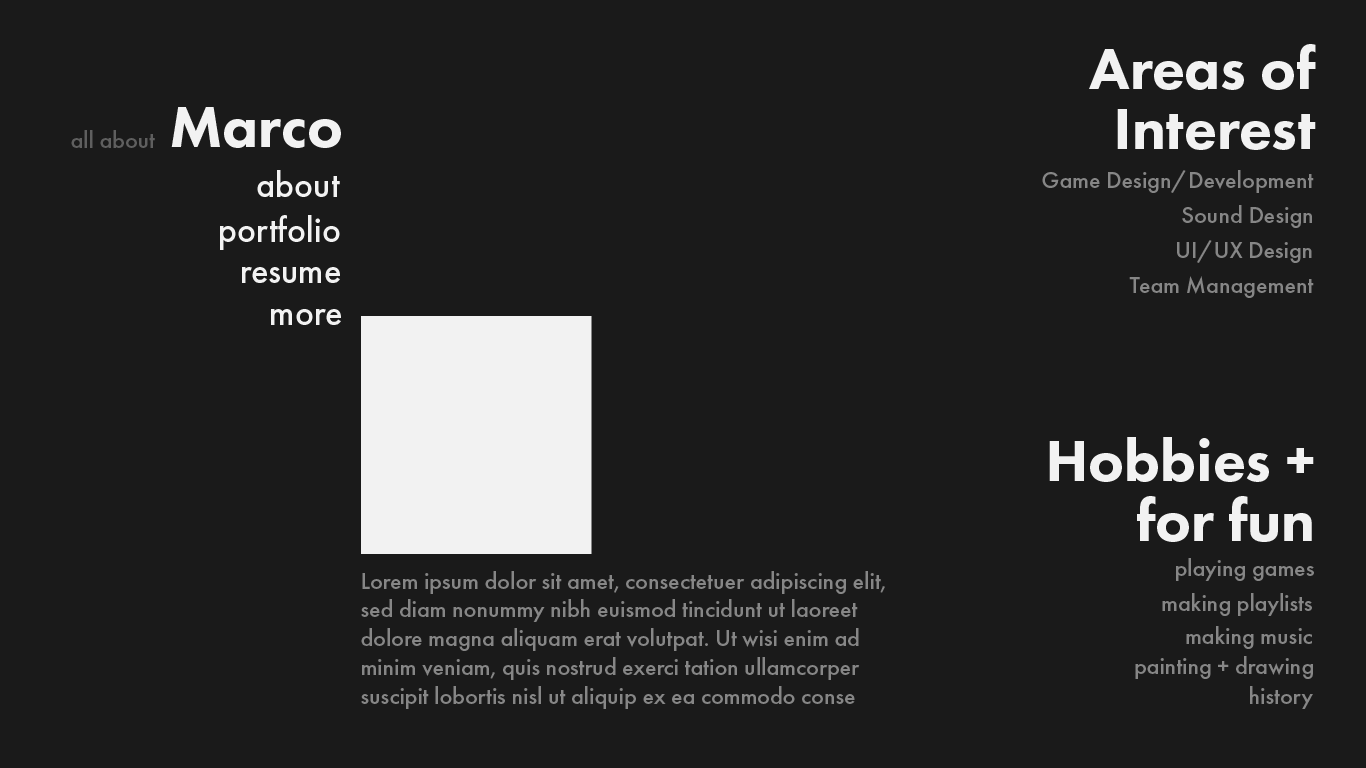 all about Marco
about
portfolio
resume
more
Lorem ipsum dolor sit amet, consectetuer adipiscing elit,
sed diam nonummy nibh euismod tincidunt ut laoreet
dolore magna aliquam erat volutpat. Ut wisi enim ad
minim veniam, quis nostrud exerci tation ullamcorper
suscipit lobortis nisl ut aliquip ex ea commodo conse
Areas of
Interest
Game Design/Development
Sound Design
UI/UX Design
Team Management
Hobbies +
for fun
playing games
making playlists
making music
painting + drawing
history